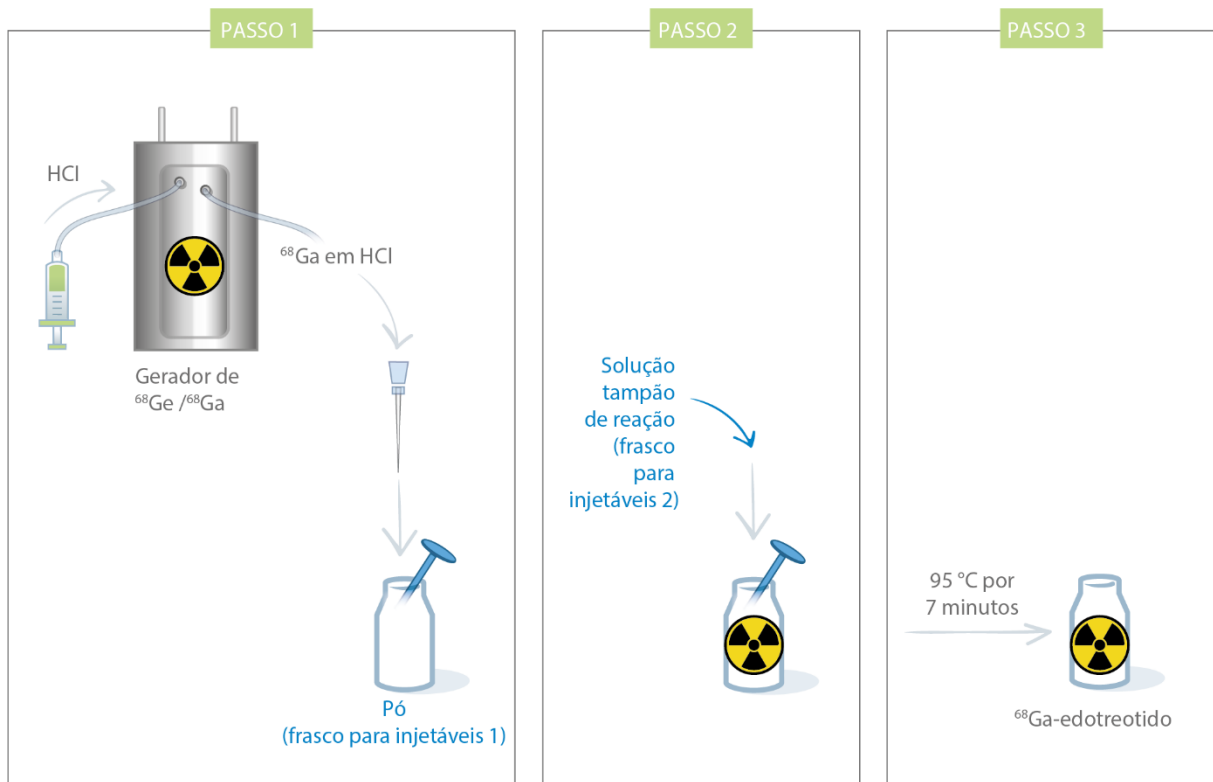 PASSO 1
HCl
⁶⁸Ga em HCl
Gerador de
⁶⁸Ge /⁶⁸Ga
Pó
(frasco para injetáveis 1)
PASSO 2
Solução
tampão
de reação
(frasco
para
injetáveis 2)
PASSO 3
95 °C por
7 minutos
⁶⁸Ga-edotreotido